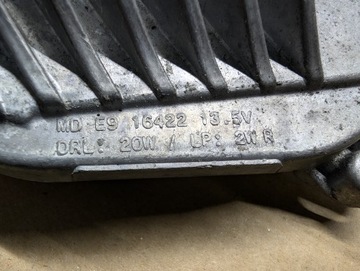 MD E9 16422 13.5V
DRL: 20W / LP: 2W R